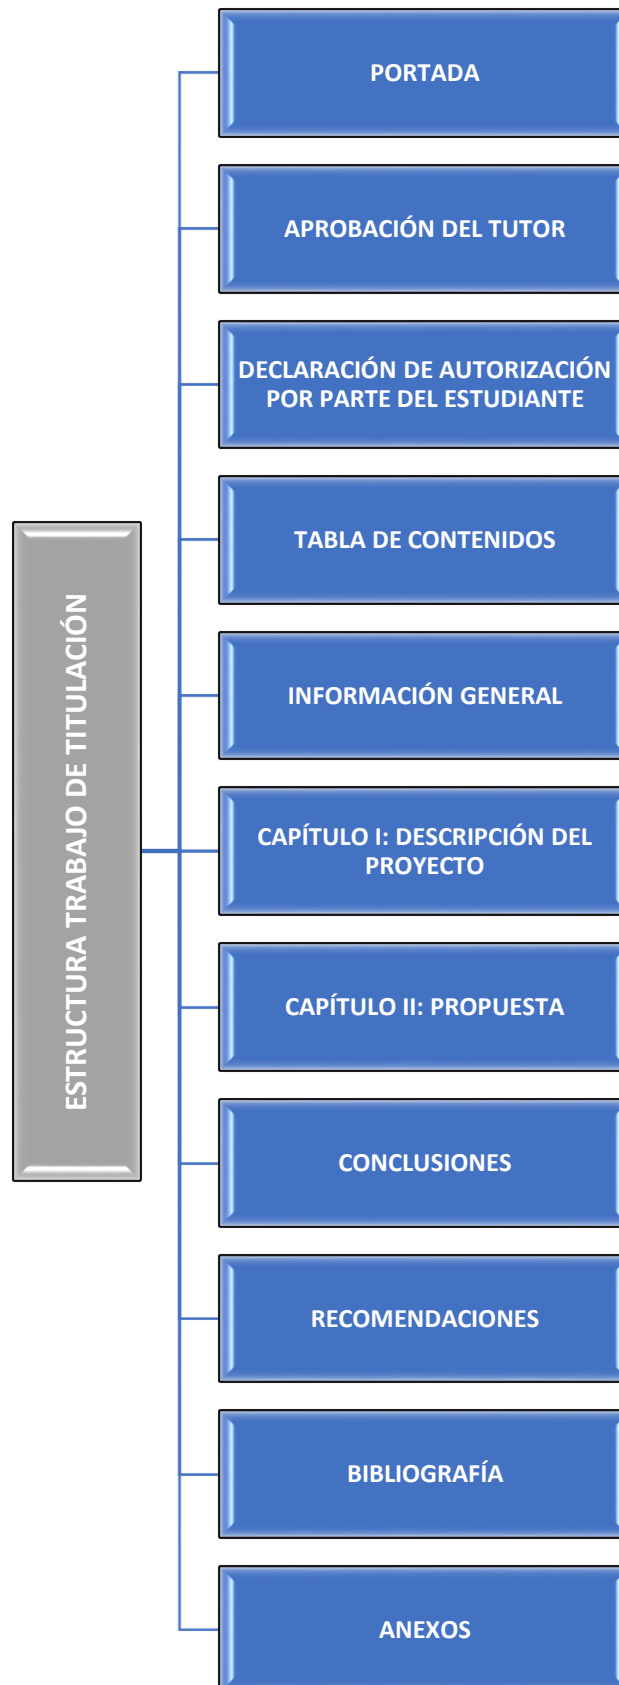 ESTRUCTURA TRABAJO DE TITULACIÓN
PORTADA
APROBACIÓN DEL TUTOR
DECLARACIÓN DE AUTORIZACIÓN
POR PARTE DEL ESTUDIANTE
TABLA DE CONTENIDOS
INFORMACIÓN GENERAL
CAPÍTULO I: DESCRIPCIÓN DEL
PROYECTO
CAPÍTULO II: PROPUESTA
CONCLUSIONES
RECOMENDACIONES
BIBLIOGRAFÍA
ANEXOS